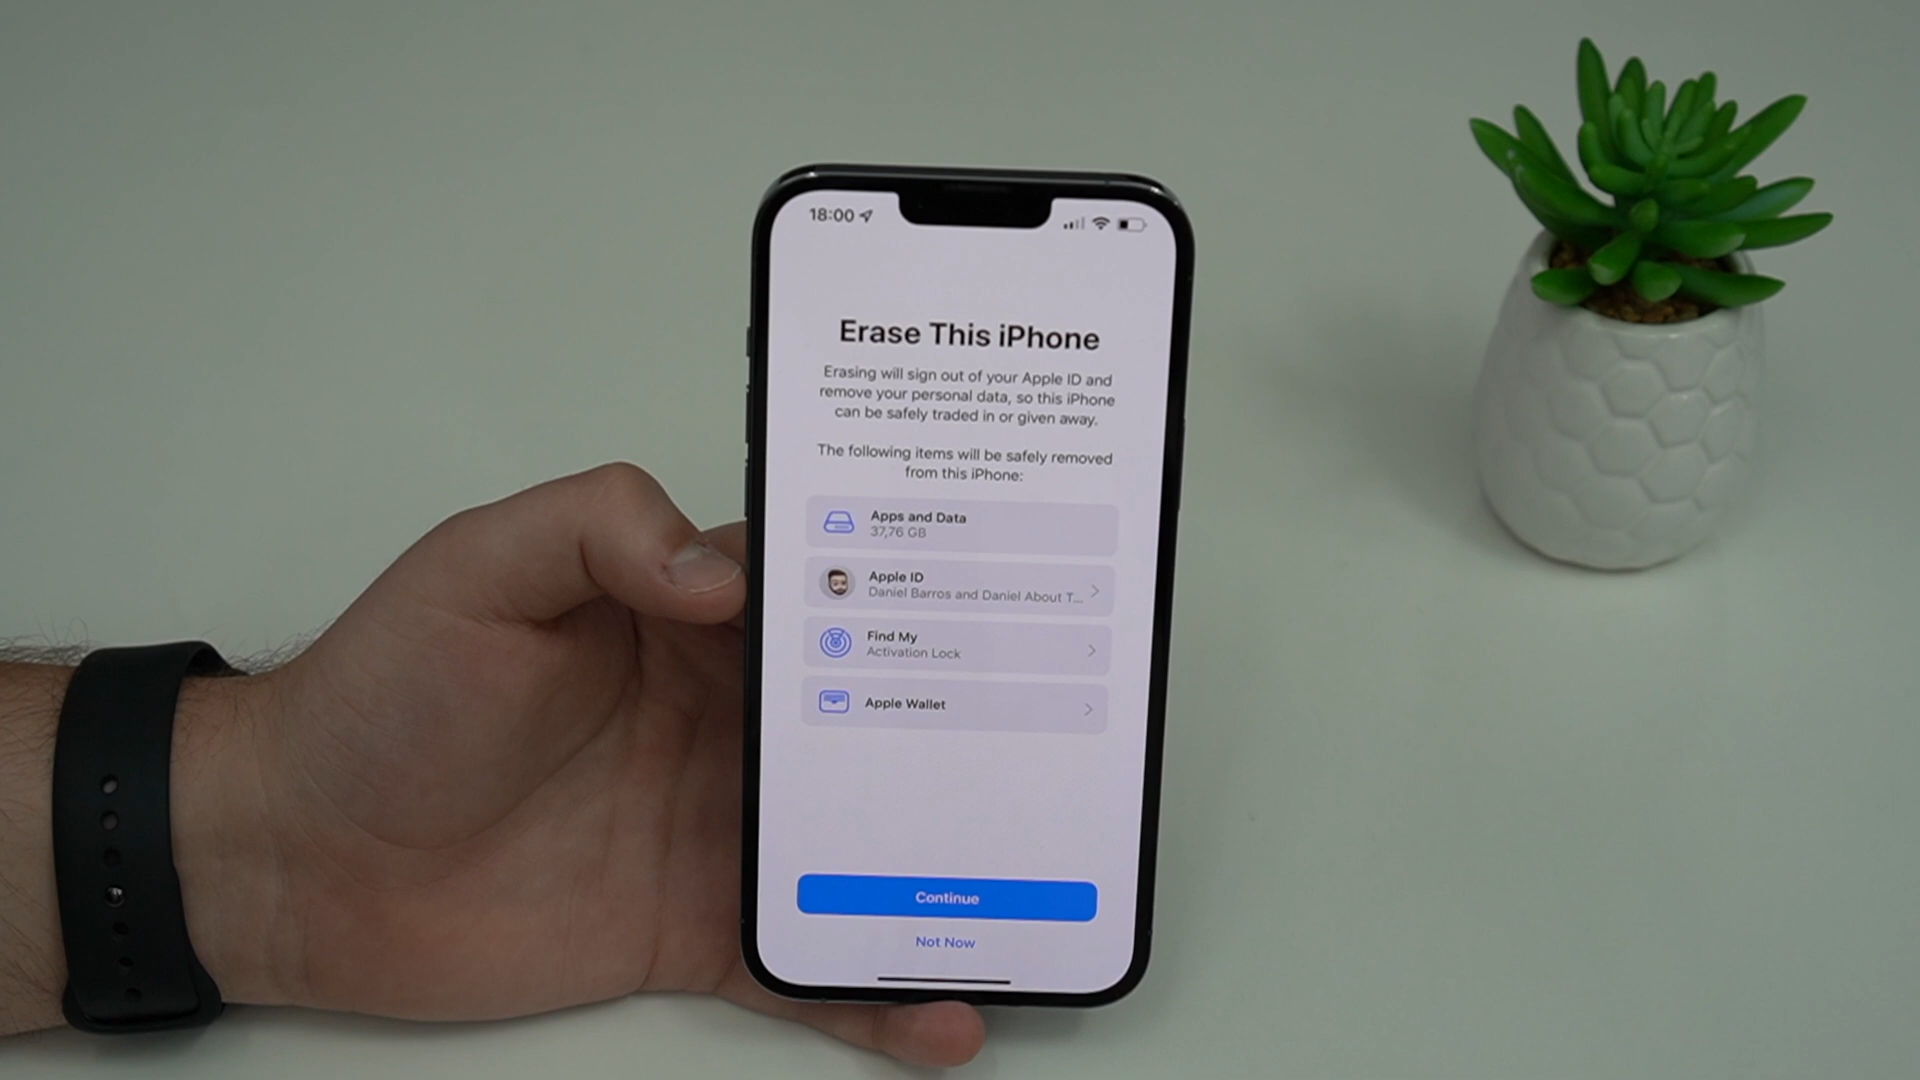 18:00
Erase This iPhone
Erasing will sign out of your Apple ID and
remove your personal data, so this iPhone
can be safely traded in or given away.
The following items will be safely removed
from this iPhone:
Apps and Data
37,76 GB
Apple ID
Daniel Barros and Daniel About T...
Find My
Activation Lock
Apple Wallet
Continue
Not Now